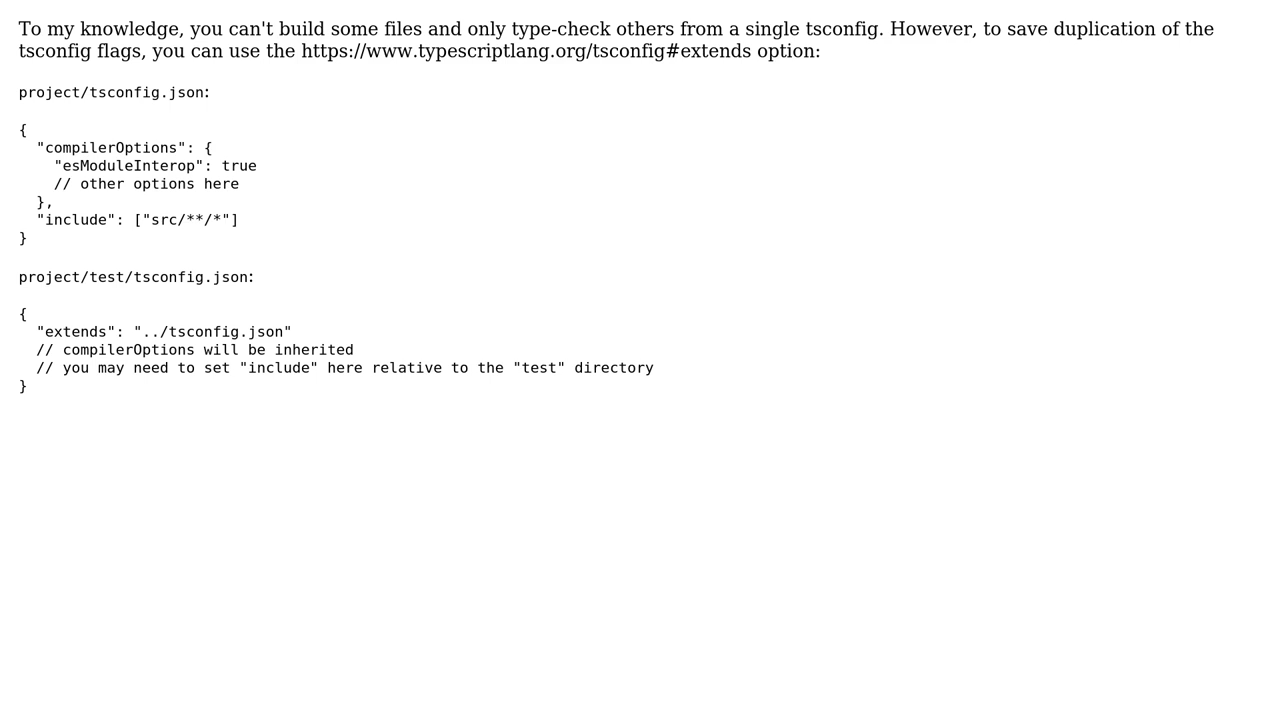 To my knowledge, you can't build some files and only type-check others from a single tsconfig. However, to save duplication of the
tsconfig flags, you can use the https://www.typescriptlang.org/tsconfig#extends option:
project/tsconfig.json:
{
  "compilerOptions": {
    "esModuleInterop": true
    // other options here
  },
  "include": ["src/**/*"]
}
project/test/tsconfig.json:
{
  "extends": "../tsconfig.json"
  // compilerOptions will be inherited
  // you may need to set "include" here relative to the "test" directory
}